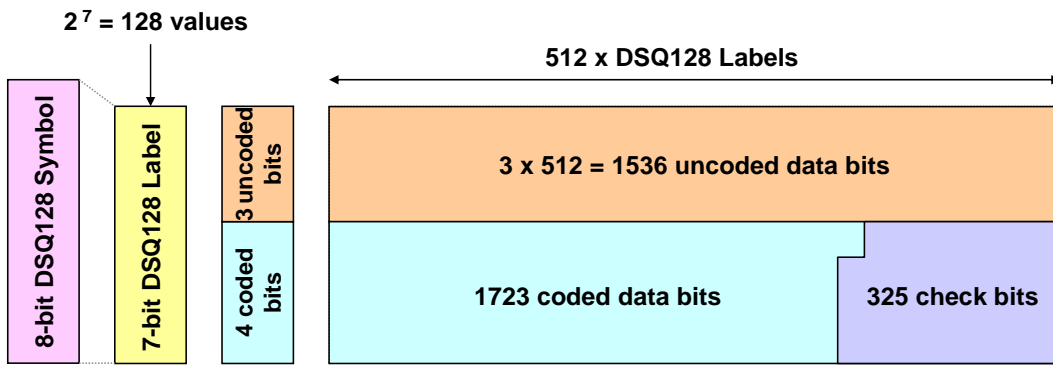 2⁷ = 128 values
512 x DSQ128 Labels
8-bit DSQ128 Symbol
7-bit DSQ128 Label
3 uncoded
bits
4 coded
bits
3 x 512 = 1536 uncoded data bits
1723 coded data bits
325 check bits